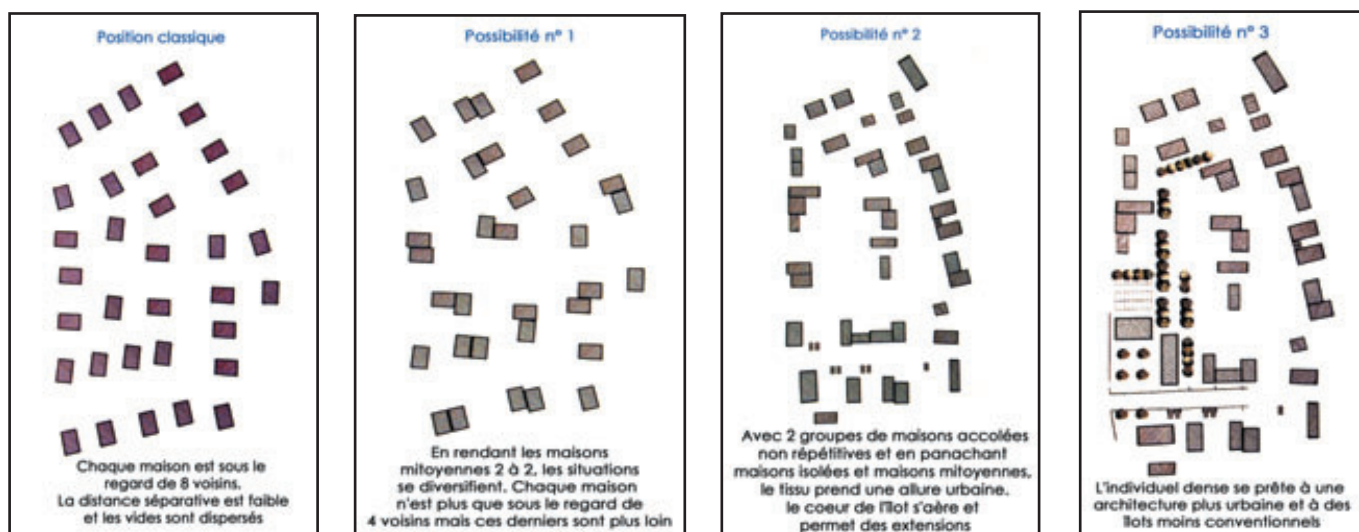 Position classique
Chaque maison est sous le
regard de 8 voisins.
La distance séparative est faible
et les vides sont dispersés
Possibilité n° 1
En rendant les maisons
mitoyennes 2 à 2, les situations
se diversifient. Chaque maison
n'est plus que sous le regard de
4 voisins mais ces derniers sont plus loin
Possibilité n° 2
Avec 2 groupes de maisons accolées
non répétitives et en panachant
maisons isolées et maisons mitoyennes,
le tissu prend une allure urbaine.
le coeur de l'îlot s'aère et
permet des extensions
Possibilité n° 3
L'individuel dense se prête à une
architecture plus urbaine et à des
îlots moins conventionnels